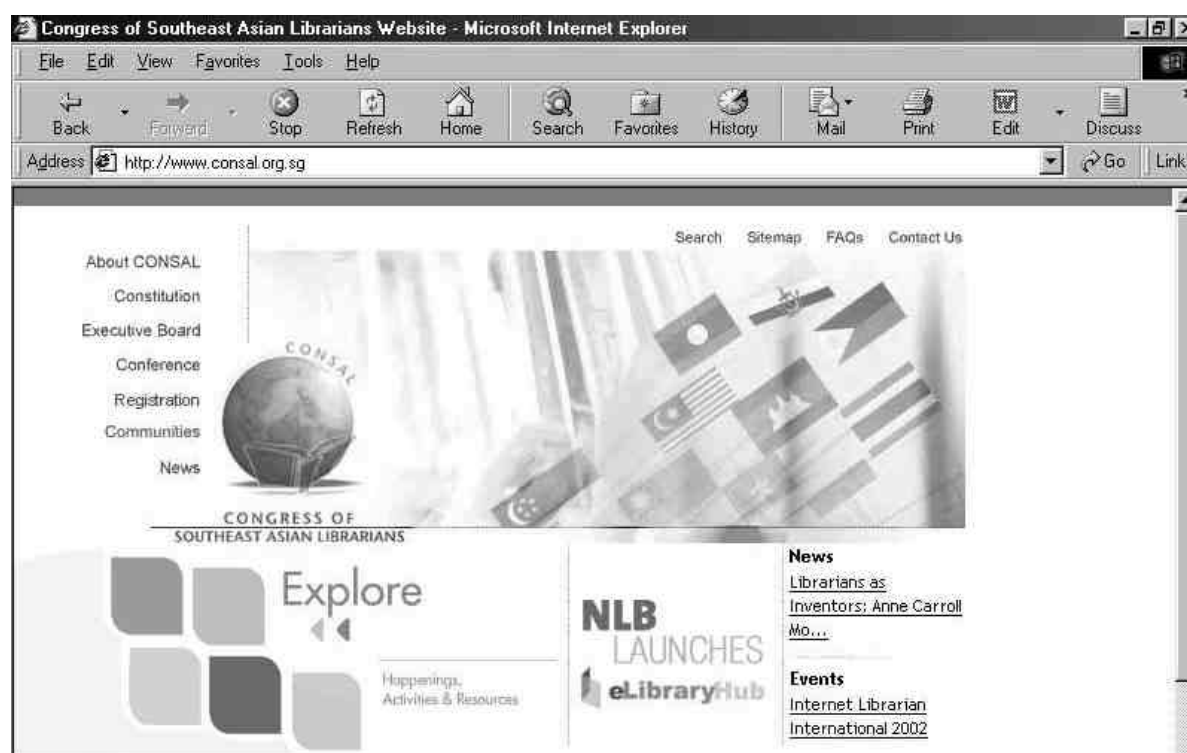 Congress of Southeast Asian Librarians Website - Microsoft Internet Explorer
File Edit View Favorites Tools Help
Back Forward Stop Refresh Home Search Favorites History Mail Print Edit Discuss
Address http://www.consal.org.sg Go Link
Search Sitemap FAQs Contact Us
About CONSAL
Constitution
Executive Board
Conference
Registration
Communities
News
CONSAL
CONGRESS OF
SOUTHEAST ASIAN LIBRARIANS
Explore
Happenings,
Activities & Resources
NLB
LAUNCHES
eLibraryHub
News
Librarians as
Inventors: Anne Carroll
Mo...
Events
Internet Librarian
International 2002